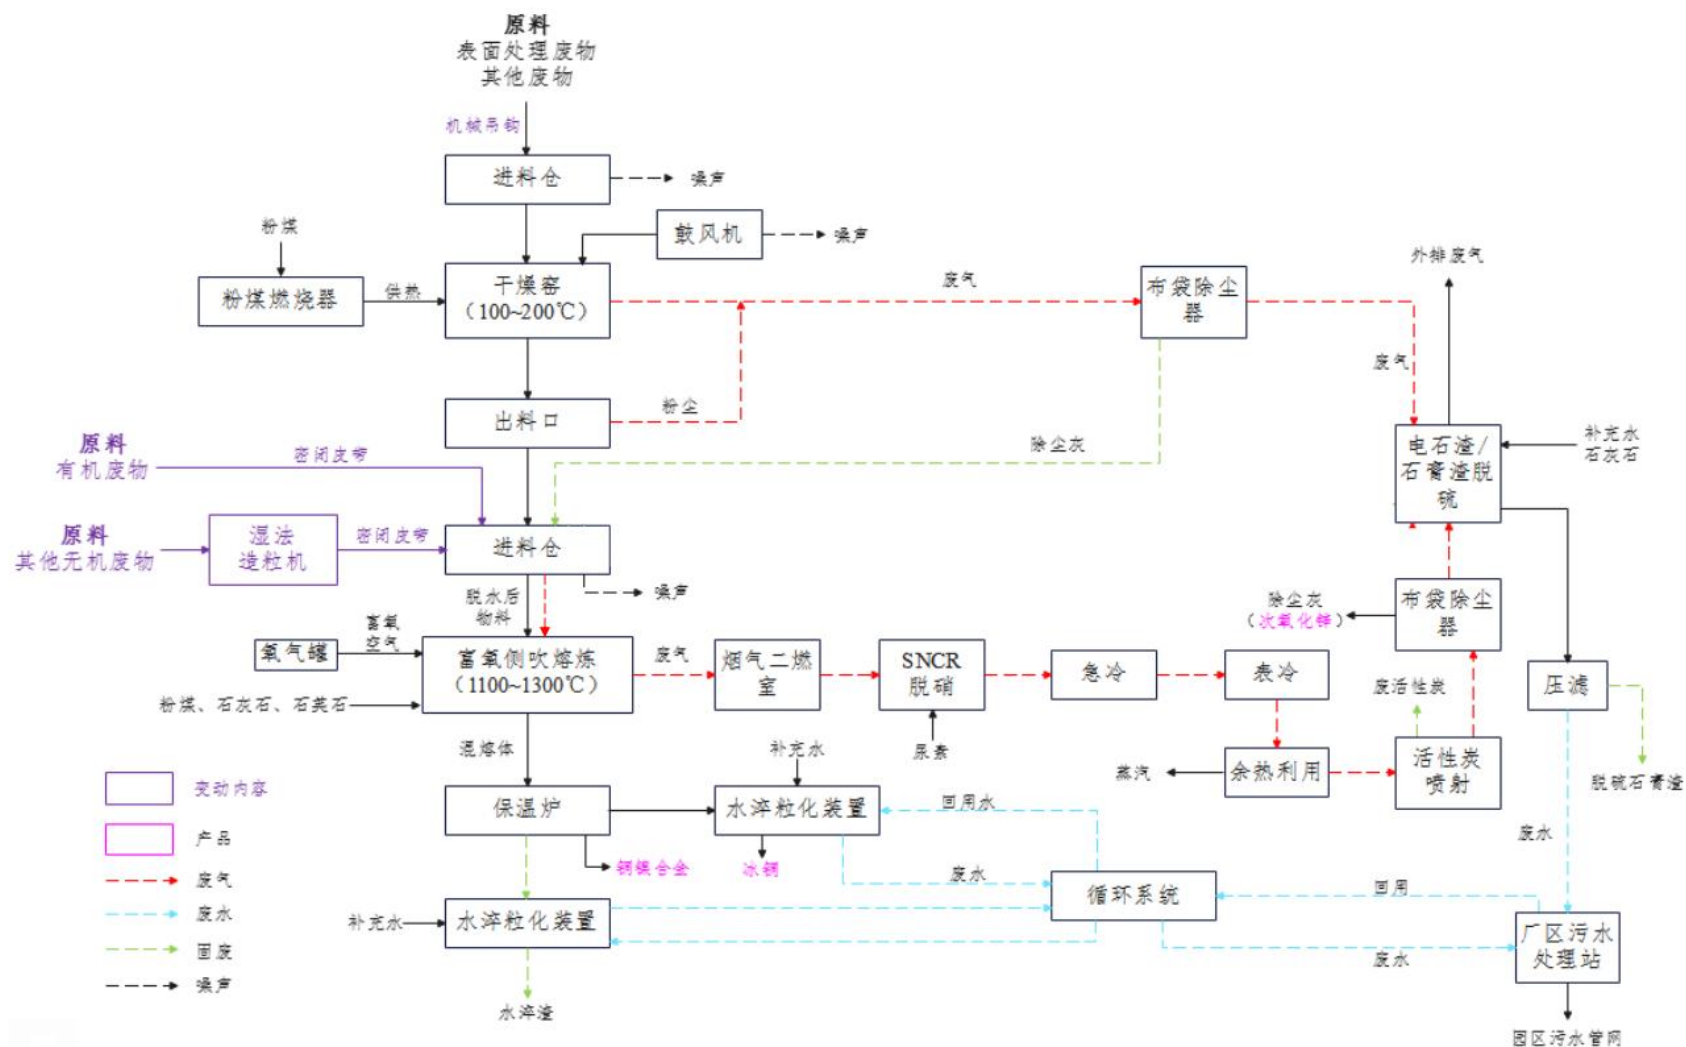 原料
表面处理废物
其他废物
机械吊钩
进料仓
噪声
粉煤
鼓风机
噪声
外排废气
粉煤燃烧器
供热
干燥窑
（100~200℃）
废气
布袋除尘
器
废气
出料口
粉尘
原料
有机废物
密闭皮带
除尘灰
电石渣/
石膏渣脱
硫
补充水
石灰石
原料
其他无机废物
湿法
造粒机
密闭皮带
进料仓
噪声
脱水后
物料
除尘灰
（次氧化锌）
布袋除尘
器
氧气罐
富氧
空气
富氧侧吹熔炼
（1100~1300℃）
废气
烟气二燃
室
SNCR
脱硝
急冷
表冷
废活性炭
压滤
粉煤、石灰石、石英石
混熔体
补充水
尿素
蒸汽
余热利用
活性炭
喷射
脱硫石膏渣
变动内容
保温炉
水淬粒化装置
回用水
产品
铜镍合金
冰铜
废水
废水
废气
循环系统
回用
废水
补充水
水淬粒化装置
厂区污水
处理站
固废
废水
噪声
水淬渣
园区污水管网